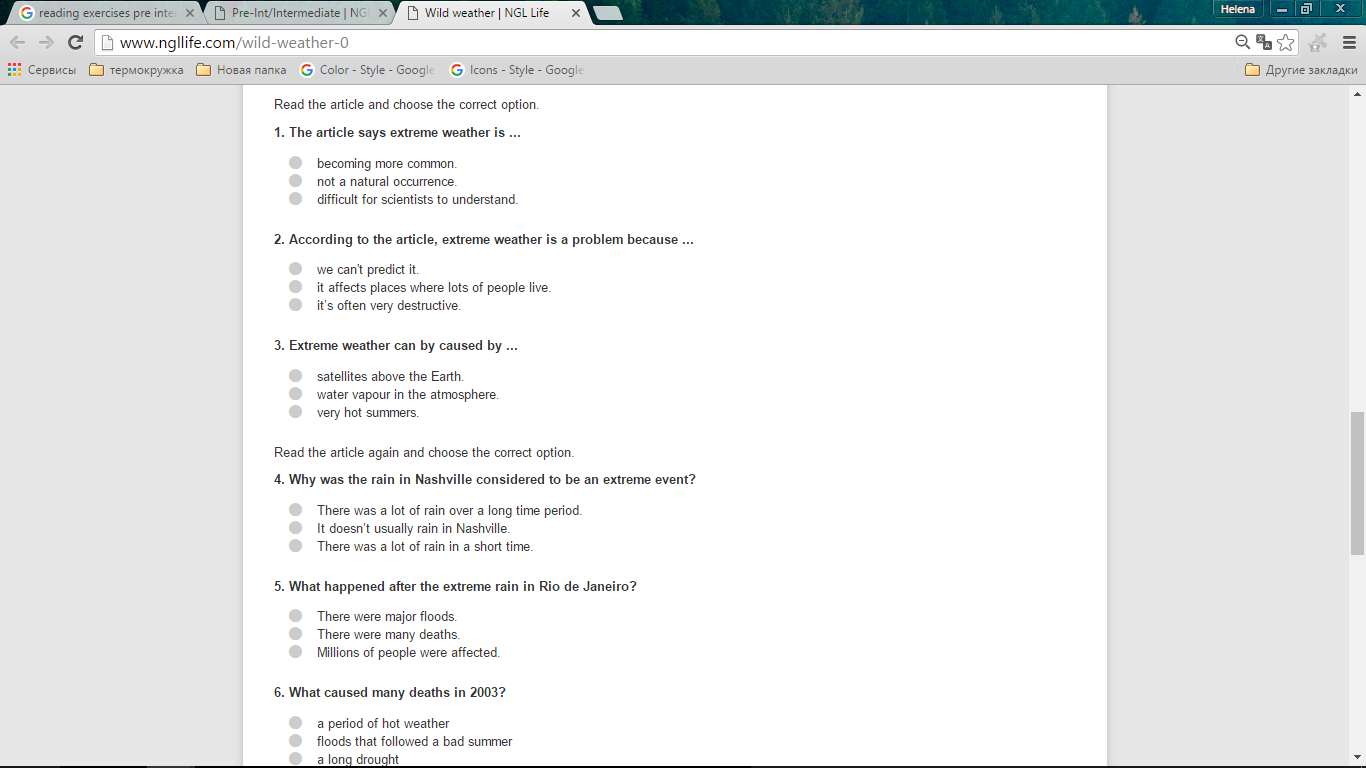 reading exercises pre inte
Pre-Int/Intermediate | NG
Wild weather | NGL Life
Helena
www.ngllife.com/wild-weather-0
Сервисы
термокружка
Новая папка
Color - Style - Google
Icons - Style - Google
Другие закладки
Read the article and choose the correct option.
1. The article says extreme weather is ...
becoming more common.
not a natural occurrence.
difficult for scientists to understand.
2. According to the article, extreme weather is a problem because ...
we can't predict it.
it affects places where lots of people live.
it's often very destructive.
3. Extreme weather can by caused by ...
satellites above the Earth.
water vapour in the atmosphere.
very hot summers.
Read the article again and choose the correct option.
4. Why was the rain in Nashville considered to be an extreme event?
There was a lot of rain over a long time period.
It doesn't usually rain in Nashville.
There was a lot of rain in a short time.
5. What happened after the extreme rain in Rio de Janeiro?
There were major floods.
There were many deaths.
Millions of people were affected.
6. What caused many deaths in 2003?
a period of hot weather
floods that followed a bad summer
a long drought